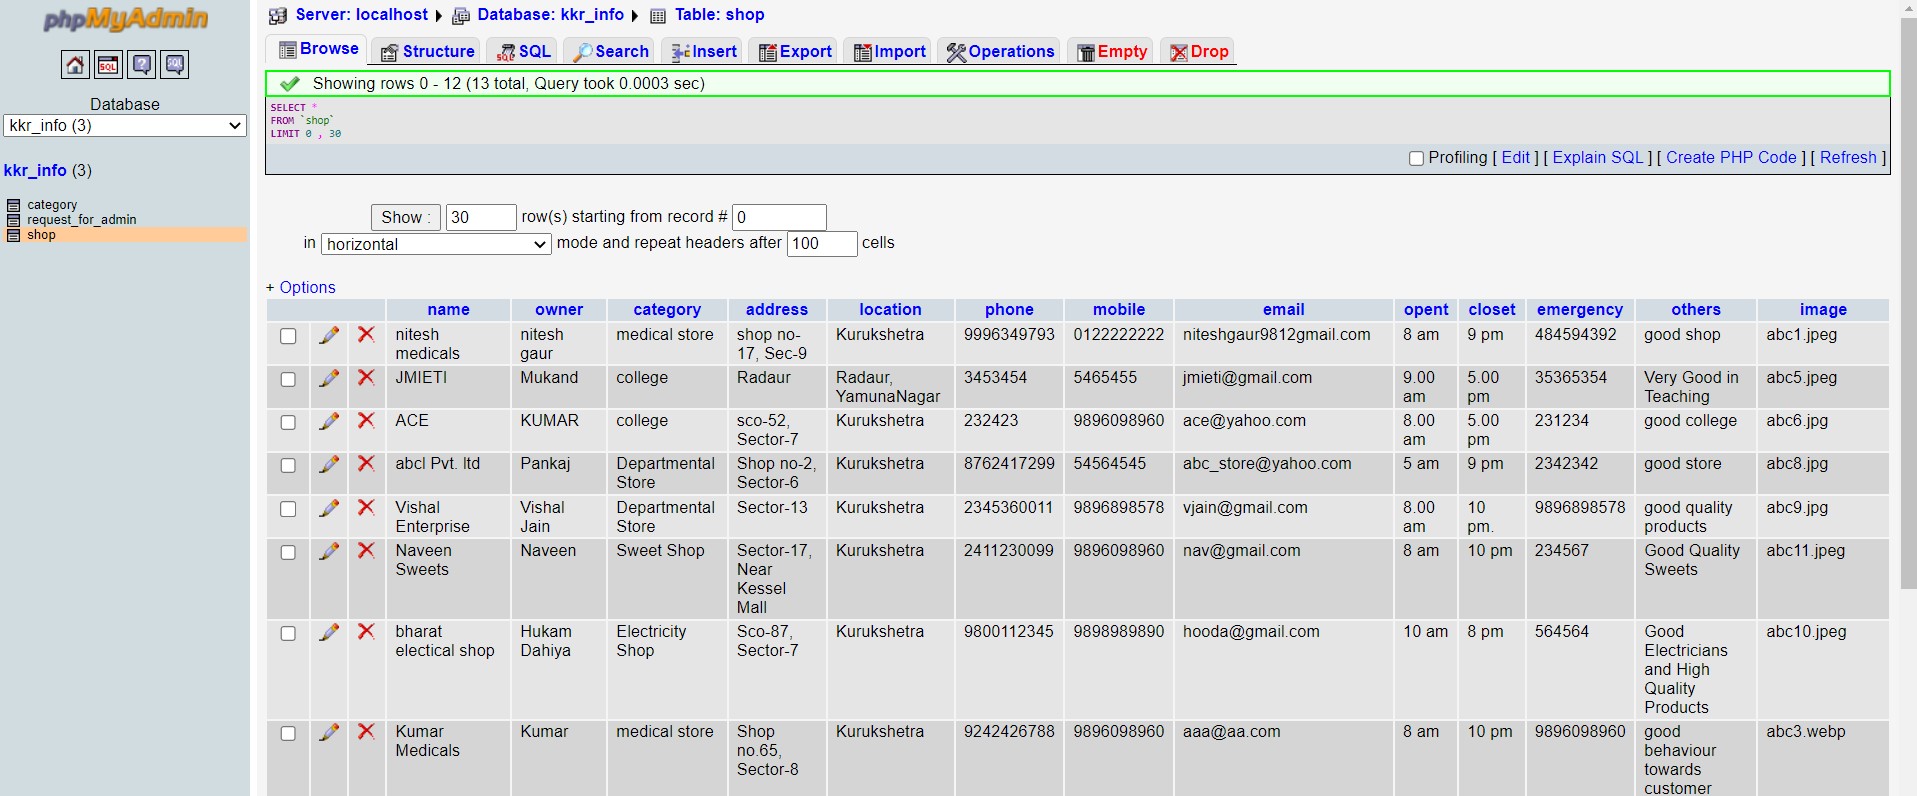 phpMyAdmin
Database
kkr_info (3)
kkr_info (3)
category
request_for_admin
shop
Server: localhost Database: kkr_info Table: shop
Browse Structure SQL Search Insert Export Import Operations Empty Drop
Showing rows 0 - 12 (13 total, Query took 0.0003 sec)
SELECT *
FROM `shop`
LIMIT 0 , 30
Profiling [ Edit ] [ Explain SQL ] [ Create PHP Code ] [ Refresh ]
Show : 30 row(s) starting from record # 0
in horizontal mode and repeat headers after 100 cells
+ Options
name owner category address location phone mobile email opent closet emergency others image
nitesh nitesh medical store shop no- Kurukshetra 9996349793 0122222222 niteshgaur9812gmail.com 8 am 9 pm 484594392 good shop abc1.jpeg
medicals gaur 17, Sec-9
JMIETI Mukand college Radaur Radaur, 3453454 5465455 jmieti@gmail.com 9.00 5.00 35365354 Very Good in abc5.jpeg
YamunaNagar am pm Teaching
ACE KUMAR college sco-52, Kurukshetra 232423 9896098960 ace@yahoo.com 8.00 5.00 231234 good college abc6.jpg
Sector-7 am pm
abcl Pvt. ltd Pankaj Departmental Shop no-2, Kurukshetra 8762417299 54564545 abc_store@yahoo.com 5 am 9 pm 2342342 good store abc8.jpg
Store Sector-6
Vishal Vishal Departmental Sector-13 Kurukshetra 2345360011 9896898578 vjain@gmail.com 8.00 10 9896898578 good quality abc9.jpg
Enterprise Jain Store am pm. products
Naveen Naveen Sweet Shop Sector-17, Kurukshetra 2411230099 9896098960 nav@gmail.com 8 am 10 pm 234567 Good Quality abc11.jpeg
Sweets Near Sweets
Kessel
Mall
bharat Hukam Electricity Sco-87, Kurukshetra 9800112345 9898989890 hooda@gmail.com 10 am 8 pm 564564 Good abc10.jpeg
electical shop Dahiya Shop Sector-7 Electricians
and High
Quality
Products
Kumar Kumar medical store Shop Kurukshetra 9242426788 9896098960 aaa@aa.com 8 am 10 pm 9896098960 good abc3.webp
Medicals no.65, behaviour
Sector-8 towards
customer